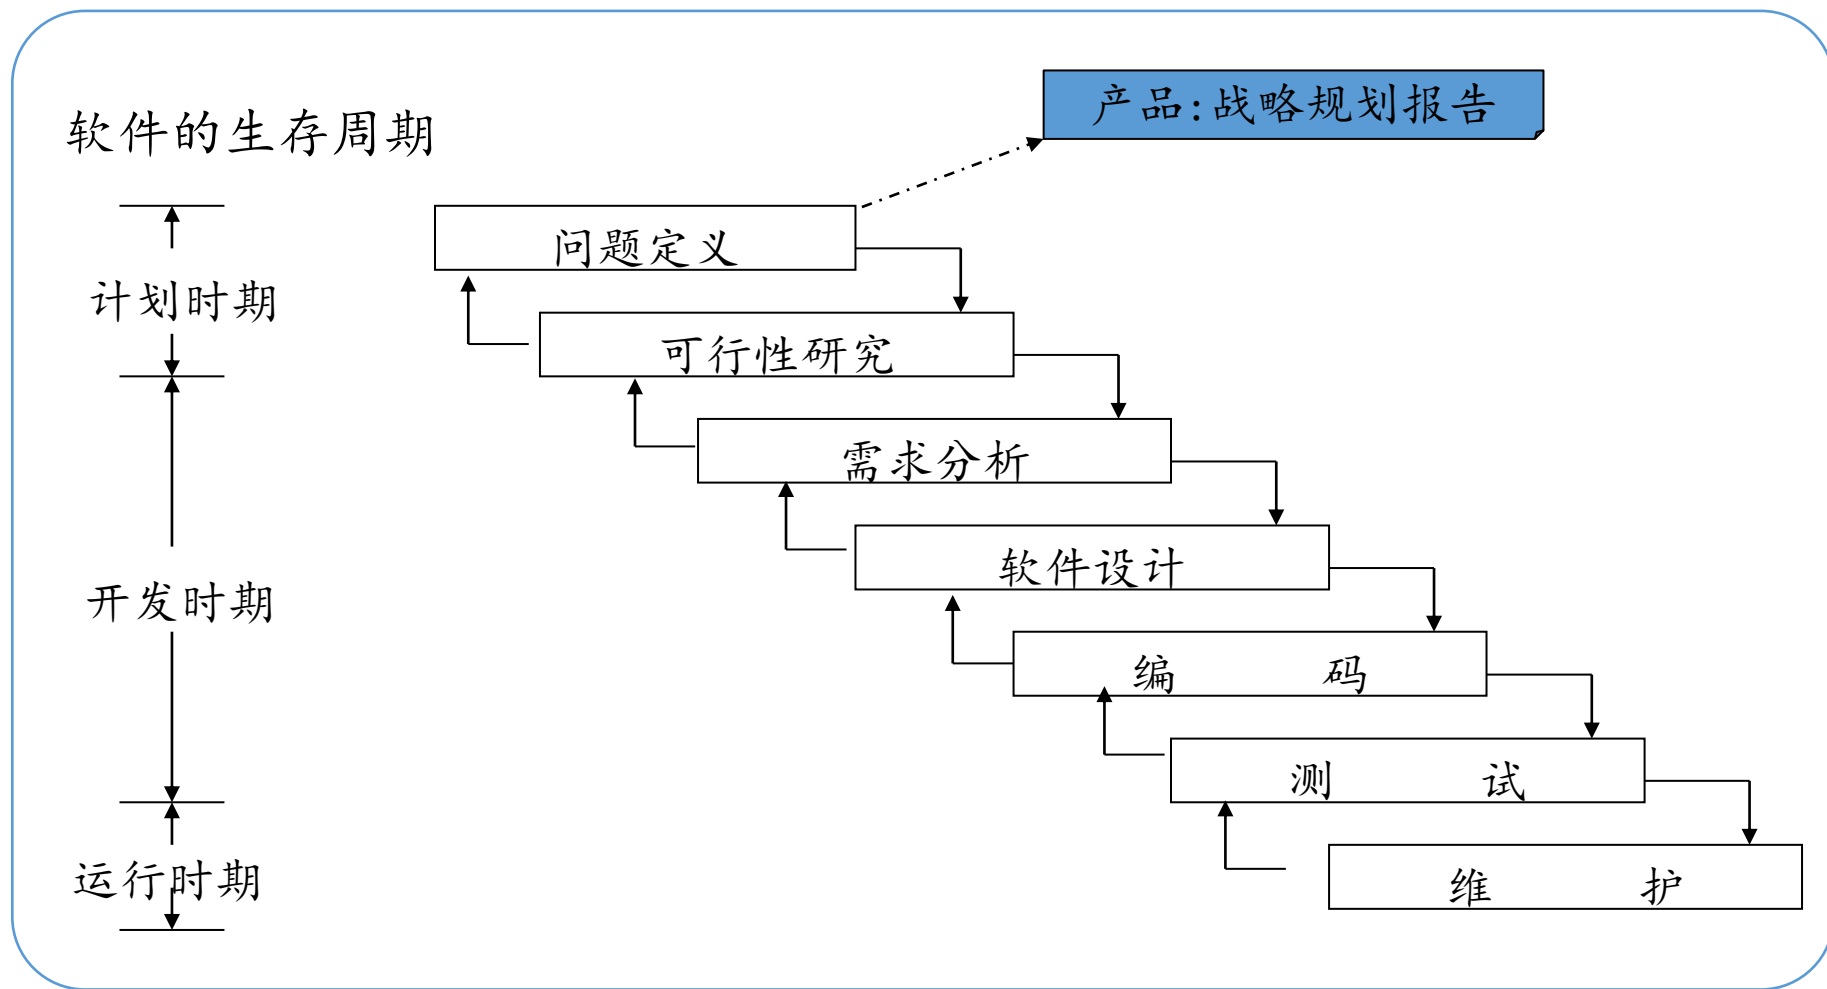 产品:战略规划报告
软件的生存周期
问题定义
计划时期
可行性研究
需求分析
软件设计
开发时期
编 码
测 试
运行时期
维 护